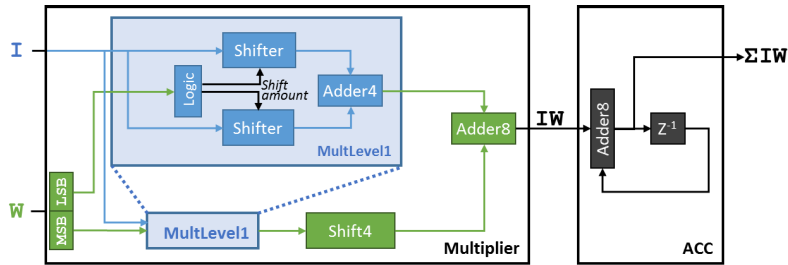 I
Shifter
Logic
Shift
amount
Adder4
Shifter
MultLevel1
Adder8
IW
Adder8
Z-1
ΣIW
W
LSB
MSB
MultLevel1
Shift4
Multiplier
ACC